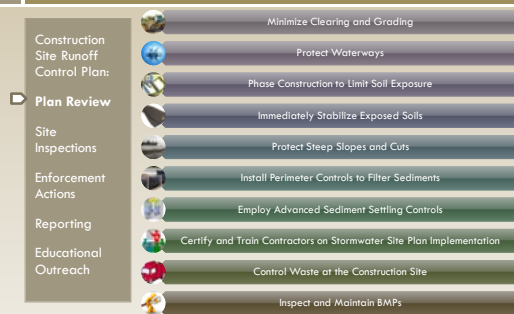 Construction
Site Runoff
Control Plan:
Plan Review
Site
Inspections
Enforcement
Actions
Reporting
Educational
Outreach
Minimize Clearing and Grading
Protect Waterways
Phase Construction to Limit Soil Exposure
Immediately Stabilize Exposed Soils
Protect Steep Slopes and Cuts
Install Perimeter Controls to Filter Sediments
Employ Advanced Sediment Settling Controls
Certify and Train Contractors on Stormwater Site Plan Implementation
Control Waste at the Construction Site
Inspect and Maintain BMPs